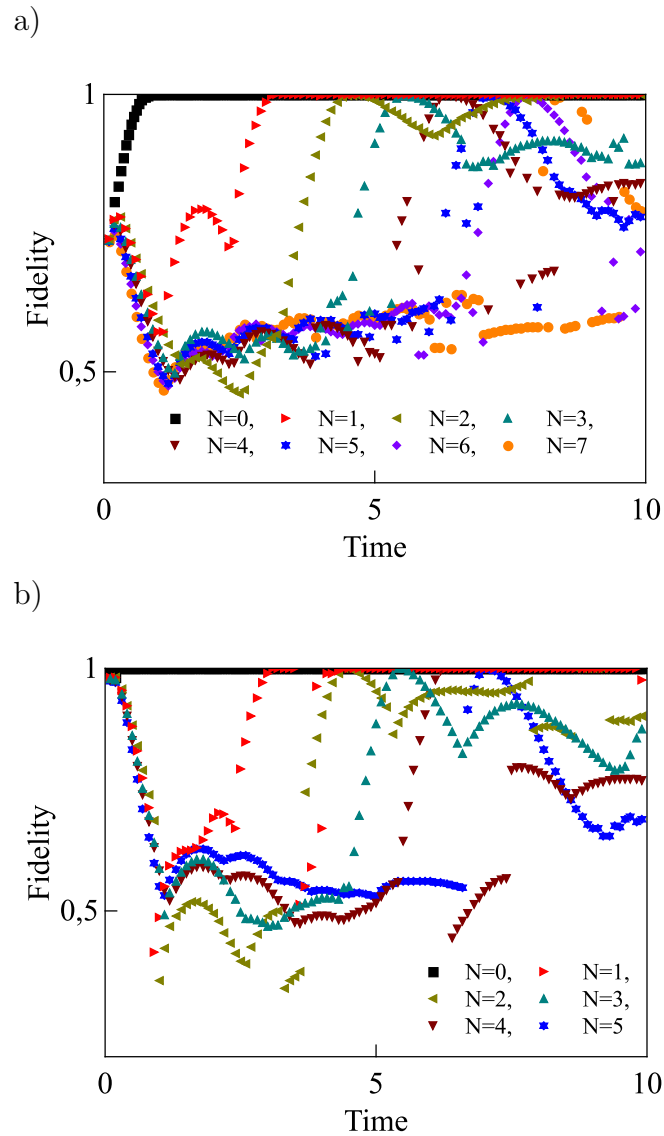 a)
1
Fidelity
0,5
N=0, N=1, N=2, N=3,
N=4, N=5, N=6, N=7
0 5 10
Time
b)
1
Fidelity
0,5
N=0, N=1,
N=2, N=3,
N=4, N=5
0 5 10
Time